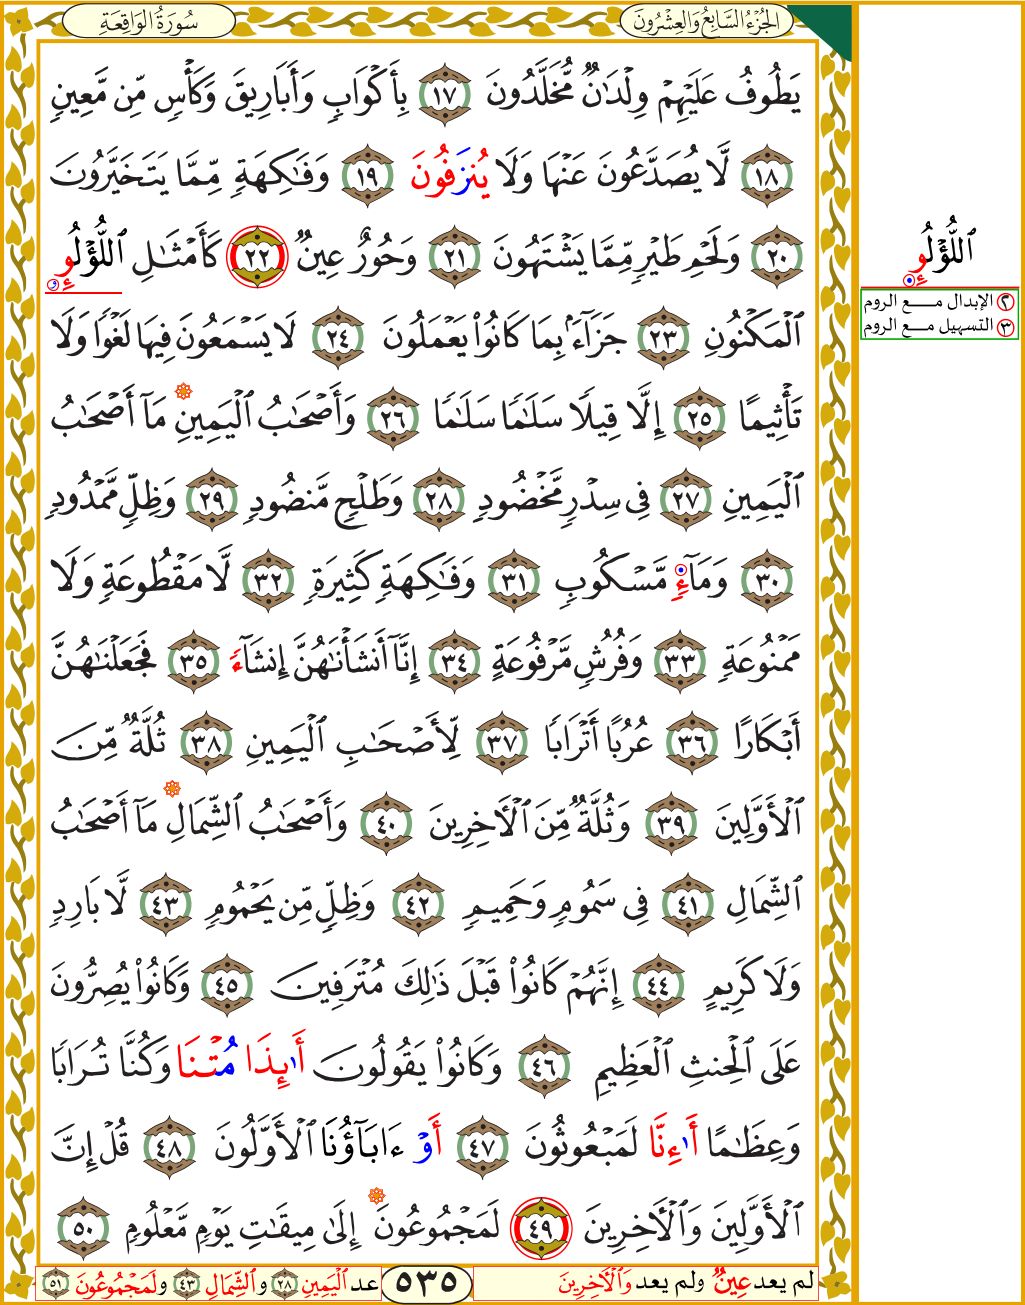 سُورَةُ الوَاقِعَةِ
الجُزْءُ السَّابِعُ وَالعِشْرُونَ
يَطُوفُ عَلَيْهِمْ وِلْدَٰنٌ مُّخَلَّدُونَ ١٧ بِأَكْوَابٍ وَأَبَارِيقَ وَكَأْسٍ مِّن مَّعِينٍ
١٨ لَّا يُصَدَّعُونَ عَنْهَا وَلَا يُنزَفُونَ ١٩ وَفَٰكِهَةٍ مِّمَّا يَتَخَيَّرُونَ
٢٠ وَلَحْمِ طَيْرٍ مِّمَّا يَشْتَهُونَ ٢١ وَحُورٌ عِينٌ ٢٢ كَأَمْثَٰلِ ٱللُّؤْلُوِٕ
ٱلْمَكْنُونِ ٢٣ جَزَآءَۢ بِمَا كَانُوا۟ يَعْمَلُونَ ٢٤ لَا يَسْمَعُونَ فِيهَا لَغْوًا وَلَا
تَأْثِيمًا ٢٥ إِلَّا قِيلًا سَلَٰمًا سَلَٰمًا ٢٦ وَأَصْحَٰبُ ٱلْيَمِينِ مَآ أَصْحَٰبُ
ٱلْيَمِينِ ٢٧ فِى سِدْرٍ مَّخْضُودٍ ٢٨ وَطَلْحٍ مَّنضُودٍ ٢٩ وَظِلٍّ مَّمْدُودٍ
٣٠ وَمَآءٍ مَّسْكُوبٍ ٣١ وَفَٰكِهَةٍ كَثِيرَةٍ ٣٢ لَّا مَقْطُوعَةٍ وَلَا
مَمْنُوعَةٍ ٣٣ وَفُرُشٍ مَّرْفُوعَةٍ ٣٤ إِنَّآ أَنشَأْنَٰهُنَّ إِنشَآءً ٣٥ فَجَعَلْنَٰهُنَّ
أَبْكَارًا ٣٦ عُرُبًا أَتْرَابًا ٣٧ لِّأَصْحَٰبِ ٱلْيَمِينِ ٣٨ ثُلَّةٌ مِّنَ
ٱلْأَوَّلِينَ ٣٩ وَثُلَّةٌ مِّنَ ٱلْـَٔاخِرِينَ ٤٠ وَأَصْحَٰبُ ٱلشِّمَالِ مَآ أَصْحَٰبُ
ٱلشِّمَالِ ٤١ فِى سَمُومٍ وَحَمِيمٍ ٤٢ وَظِلٍّ مِّن يَحْمُومٍ ٤٣ لَّا بَارِدٍ
وَلَا كَرِيمٍ ٤٤ إِنَّهُمْ كَانُوا۟ قَبْلَ ذَٰلِكَ مُتْرَفِينَ ٤٥ وَكَانُوا۟ يُصِرُّونَ
عَلَى ٱلْحِنثِ ٱلْعَظِيمِ ٤٦ وَكَانُوا۟ يَقُولُونَ أَاِ۬ذَا مُتْنَا وَكُنَّا تُرَابًا
وَعِظَٰمًا أَاءِنَّا لَمَبْعُوثُونَ ٤٧ أَوْ ءَابَآؤُنَا ٱلْأَوَّلُونَ ٤٨ قُلْ إِنَّ
ٱلْأَوَّلِينَ وَٱلْـَٔاخِرِينَ ٤٩ لَمَجْمُوعُونَ إِلَىٰ مِيقَٰتِ يَوْمٍ مَّعْلُومٍ ٥٠
لم يعد عِينٌ ولم يعد وَٱلْـَٔاخِرِينَ
٥٣٥
عد ٱلْيَمِينِ ٢٨ و ٱلشِّمَالِ ٤٣ و لَمَجْمُوعُونَ ٥١
ٱللُّؤْلُوِٕ
٢ الإبدال مع الروم
٣ التسهيل مع الروم